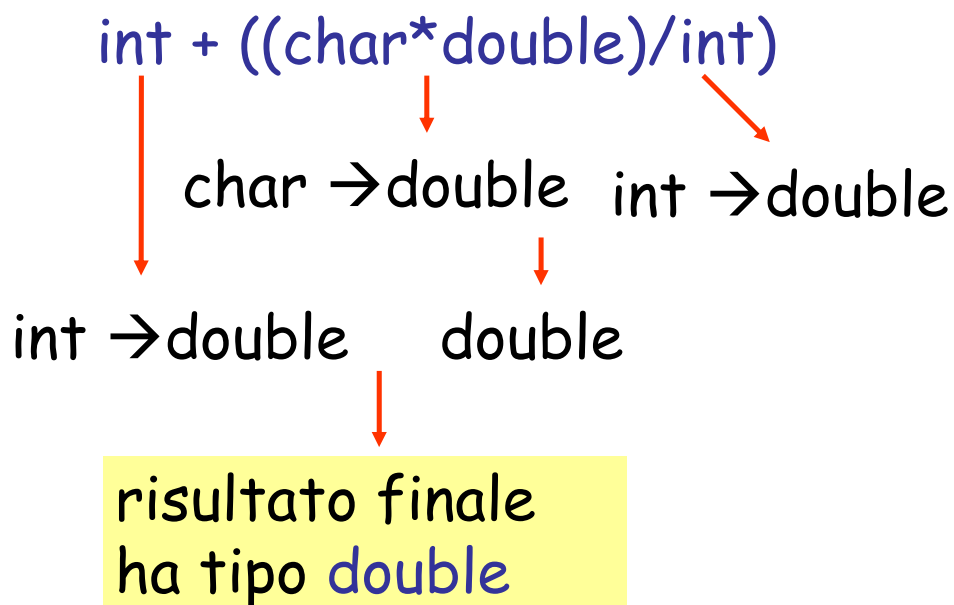 int + ((char*double)/int)
char →double int →double
int →double double
risultato finale
ha tipo double